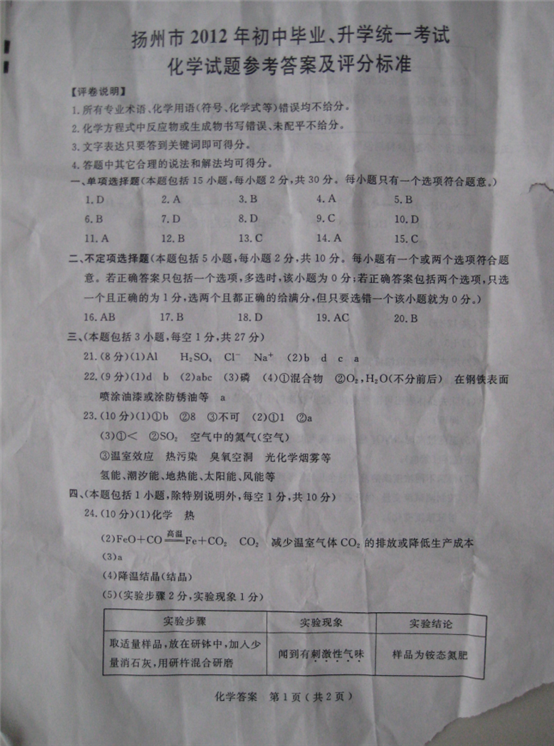 扬州市2012年初中毕业、升学统一考试
化学试题参考答案及评分标准
【评卷说明】
1.所有专业术语、化学用语(符号、化学式等)错误均不给分。
2.化学方程式中反应物或生成物书写错误、未配平不给分。
3.文字表达只要答到关键词即可得分。
4.答题中其它合理的说法和解法均可得分。
一、单项选择题(本题包括15小题,每小题2分,共30分。每小题只有一个选项符合题意。)
1.D 2.A 3.B 4.A 5.B
6.B 7.D 8.D 9.C 10.D
11.A 12.B 13.C 14.A 15.C
二、不定项选择题(本题包括5小题,每小题2分,共10分。每小题有一个或两个选项符合题
意。若正确答案只包括一个选项,多选时,该小题为0分;若正确答案包括两个选项,只选
一个且正确的为1分,选两个且都正确的给满分,但只要选错一个该小题就为0分。)
16.AB 17.B 18.D 19.AC 20.B
三、(本题包括3小题,每空1分,共27分)
21.(8分)(1)Al H₂SO₄ Cl⁻ Na⁺ (2)b d c a
22.(9分)(1)d b (2)abc (3)磷 (4)①混合物 ②O₂,H₂O(不分前后) 在钢铁表面
喷涂油漆或涂防锈油等 a
23.(10分)(1)①b ②8 ③不可 (2)①1 ②a
(3)①< ②SO₂ 空气中的氮气(空气)
③温室效应 热污染 臭氧空洞 光化学烟雾等
氢能、潮汐能、地热能、太阳能、风能等
四、(本题包括1小题,除特别说明外,每空1分,共10分)
24.(10分)(1)化学 热
(2)FeO+CO高温══Fe+CO₂ CO₂ 减少温室气体CO₂的排放或降低生产成本
(3)a
(4)降温结晶(结晶)
(5)(实验步骤2分,实验现象1分)
实验步骤 实验现象 实验结论
取适量样品,放在研钵中,加入少
量消石灰,用研杵混合研磨 闻到有刺激性气味 样品为铵态氮肥
化学答案 第1页(共2页)